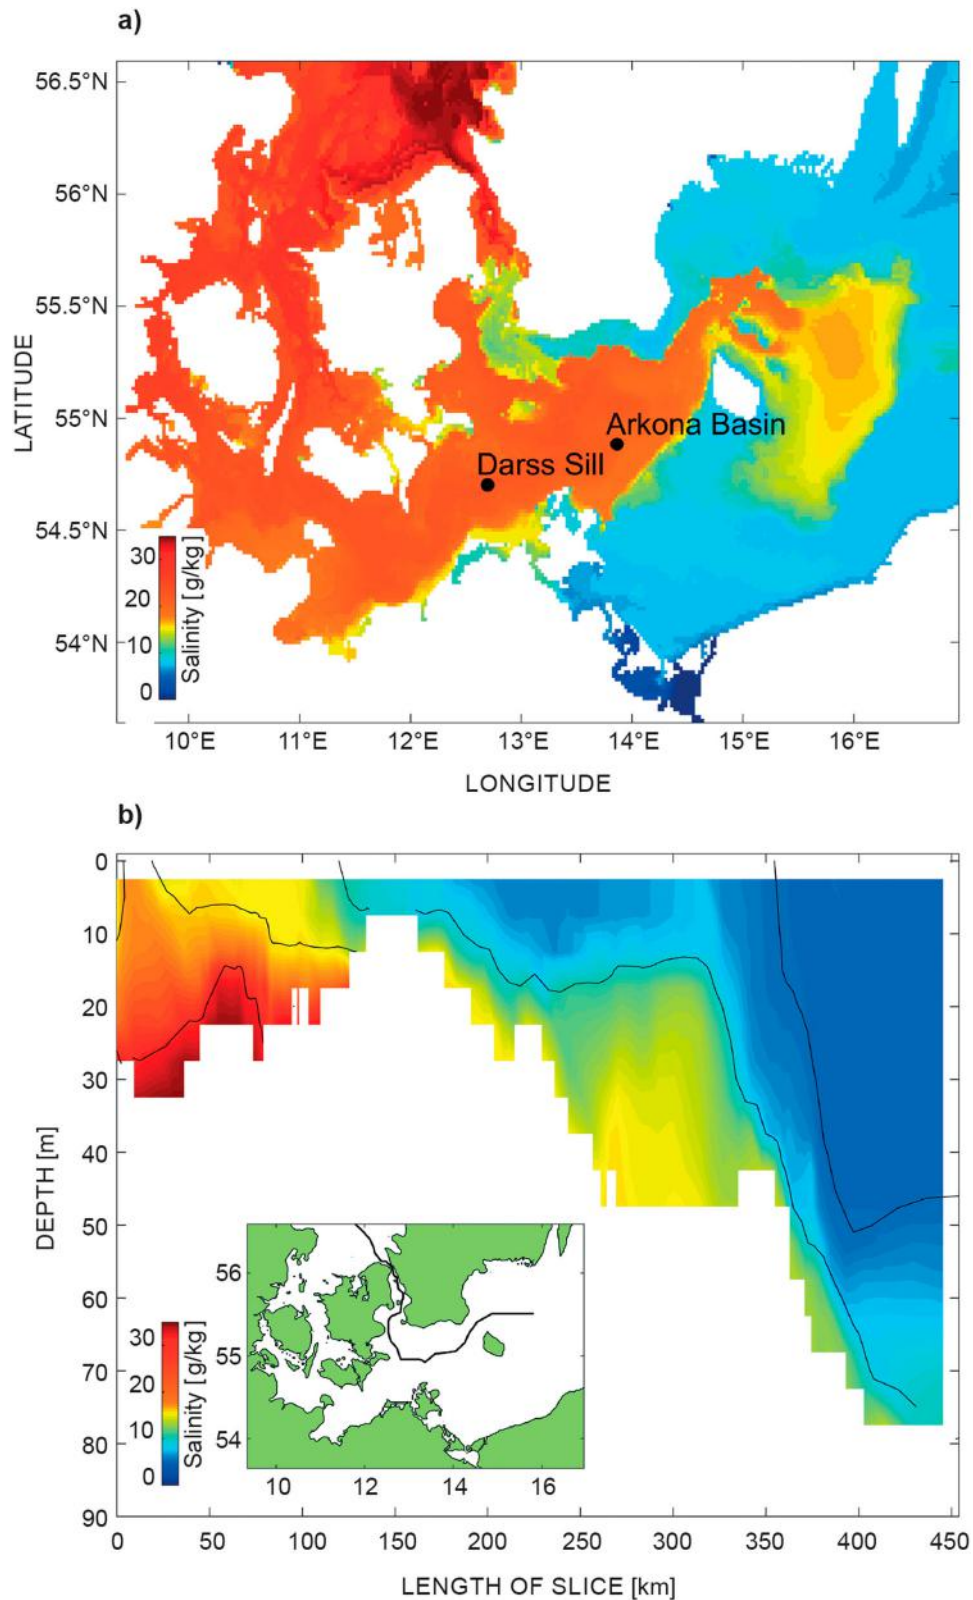 a)
56.5°N
56°N
55.5°N
55°N
54.5°N
54°N
LATITUDE
Arkona Basin
Darss Sill
30
20
10
0
Salinity [g/kg]
10°E 11°E 12°E 13°E 14°E 15°E 16°E
LONGITUDE
b)
0
10
20
30
40
50
60
70
80
90
DEPTH [m]
30
20
10
0
Salinity [g/kg]
56
55
54
10 12 14 16
0 50 100 150 200 250 300 350 400 450
LENGTH OF SLICE [km]